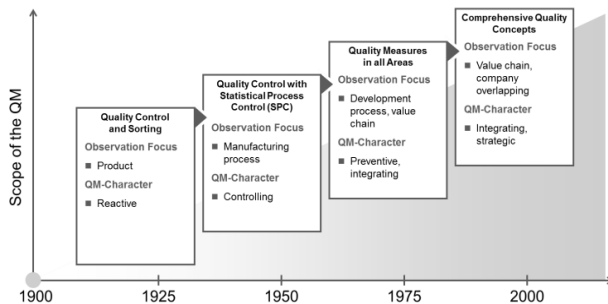 Scope of the QM
Quality Control
and Sorting
Observation Focus
■ Product
QM-Character
■ Reactive
Quality Control with
Statistical Process
Control (SPC)
Observation Focus
■ Manufacturing
process
QM-Character
■ Controlling
Quality Measures
in all Areas
Observation Focus
■ Development
process, value
chain
QM-Character
■ Preventive,
integrating
Comprehensive Quality
Concepts
Observation Focus
■ Value chain,
company
overlapping
QM-Character
■ Integrating,
strategic
1900
1925
1950
1975
2000